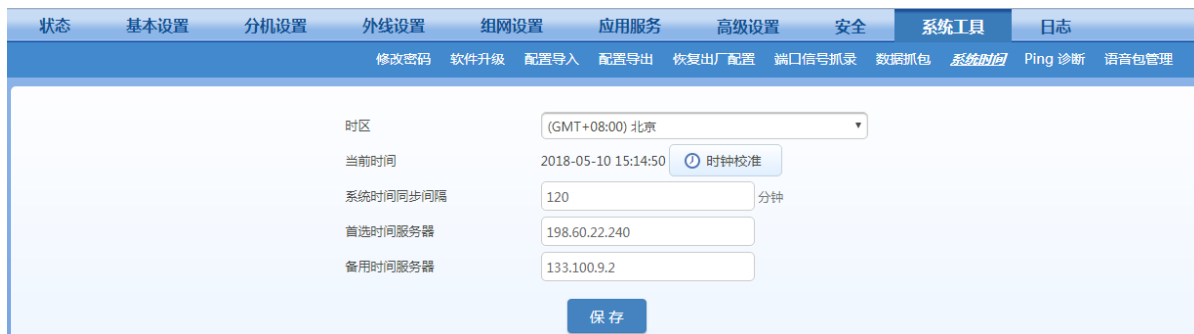 状态 基本设置 分机设置 外线设置 组网设置 应用服务 高级设置 安全 系统工具 日志
修改密码 软件升级 配置导入 配置导出 恢复出厂配置 端口信号抓录 数据抓包 系统时间 Ping 诊断 语音包管理
时区 (GMT+08:00) 北京
当前时间 2018-05-10 15:14:50 时钟校准
系统时间同步间隔 120 分钟
首选时间服务器 198.60.22.240
备用时间服务器 133.100.9.2
保存